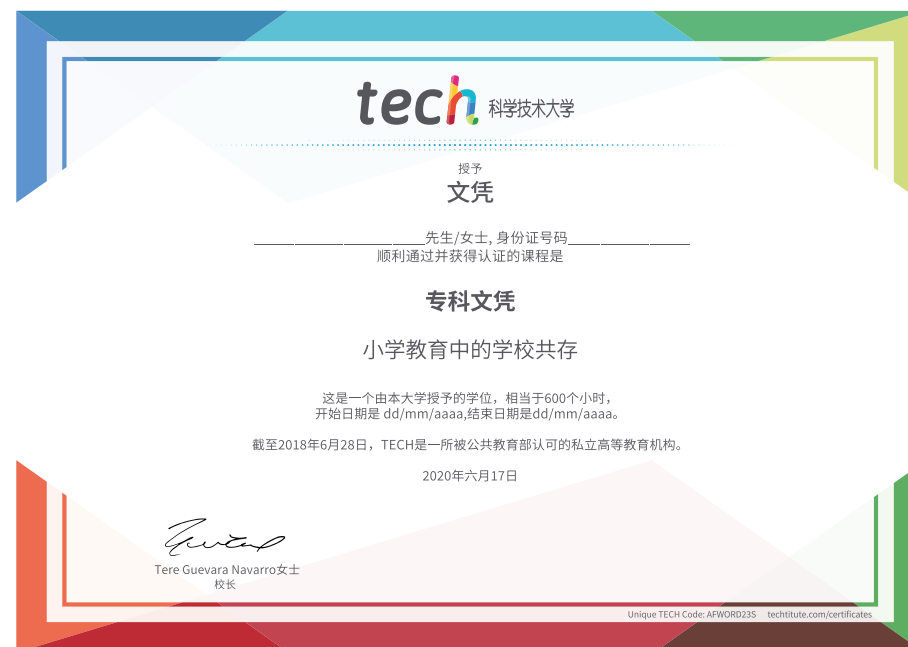 tech 科学技术大学
授予
文凭
先生/女士, 身份证号码
顺利通过并获得认证的课程是
专科文凭
小学教育中的学校共存
这是一个由本大学授予的学位，相当于600个小时，
开始日期是 dd/mm/aaaa,结束日期是dd/mm/aaaa。
截至2018年6月28日，TECH是一所被公共教育部认可的私立高等教育机构。
2020年六月17日
Tere Guevara Navarro女士
校长
Unique TECH Code: AFWORD23S techtitute.com/certificates